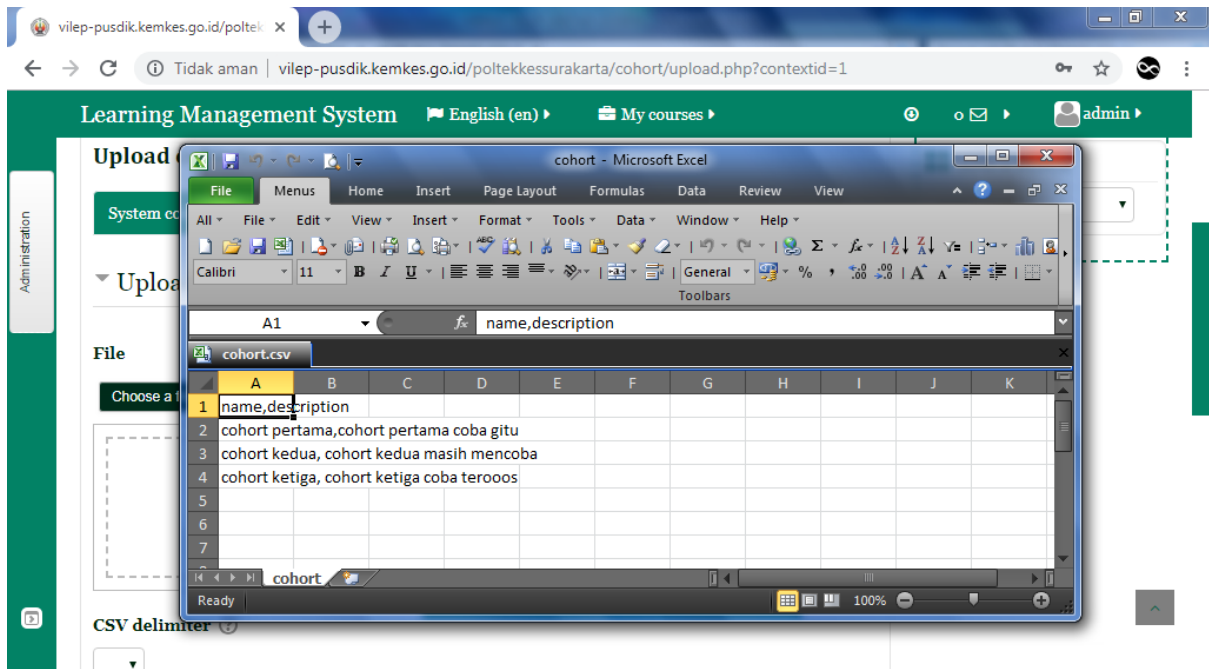 vilep-pusdik.kemkes.go.id/poltek
Tidak aman | vilep-pusdik.kemkes.go.id/poltekkessurakarta/cohort/upload.php?contextid=1
Learning Management System English (en) My courses o admin
Administration
Upload
cohort - Microsoft Excel
File Menus Home Insert Page Layout Formulas Data Review View
System co
All File Edit View Insert Format Tools Data Window Help
Calibri 11 B I U General % ,
Toolbars
Uploa
A1 fx name,description
File
cohort.csv
A B C D E F G H I J K
Choose a f
1 name,description
2 cohort pertama,cohort pertama coba gitu
3 cohort kedua, cohort kedua masih mencoba
4 cohort ketiga, cohort ketiga coba terooos
5
6
7
cohort
Ready 100%
CSV delimiter